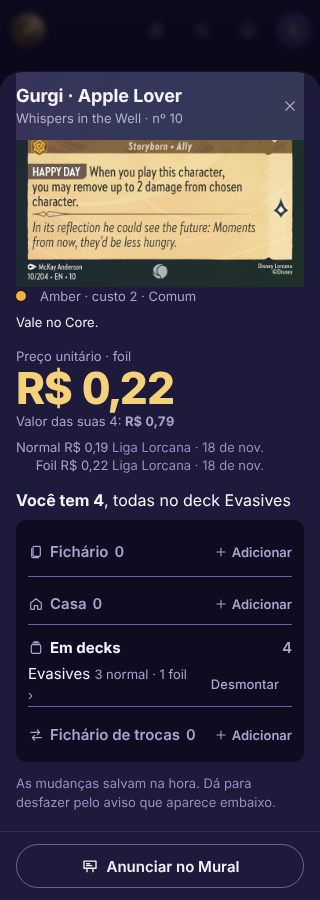 Gurgi · Apple Lover
Whispers in the Well · nº 10
Storyborn • Ally
HAPPY DAY When you play this character,
you may remove up to 2 damage from chosen
character.
In its reflection he could see the future: Moments
from now, they'd be less hungry.
McKay Anderson
10/204 • EN • 10
Disney Lorcana
©Disney
Amber · custo 2 · Comum
Vale no Core.
Preço unitário · foil
R$ 0,22
Valor das suas 4: R$ 0,79
Normal R$ 0,19 Liga Lorcana · 18 de nov.
Foil R$ 0,22 Liga Lorcana · 18 de nov.
Você tem 4, todas no deck Evasives
Fichário 0 + Adicionar
Casa 0 + Adicionar
Em decks 4
Evasives 3 normal · 1 foil ›
Desmontar
Fichário de trocas 0 + Adicionar
As mudanças salvam na hora. Dá para
desfazer pelo aviso que aparece embaixo.
Anunciar no Mural